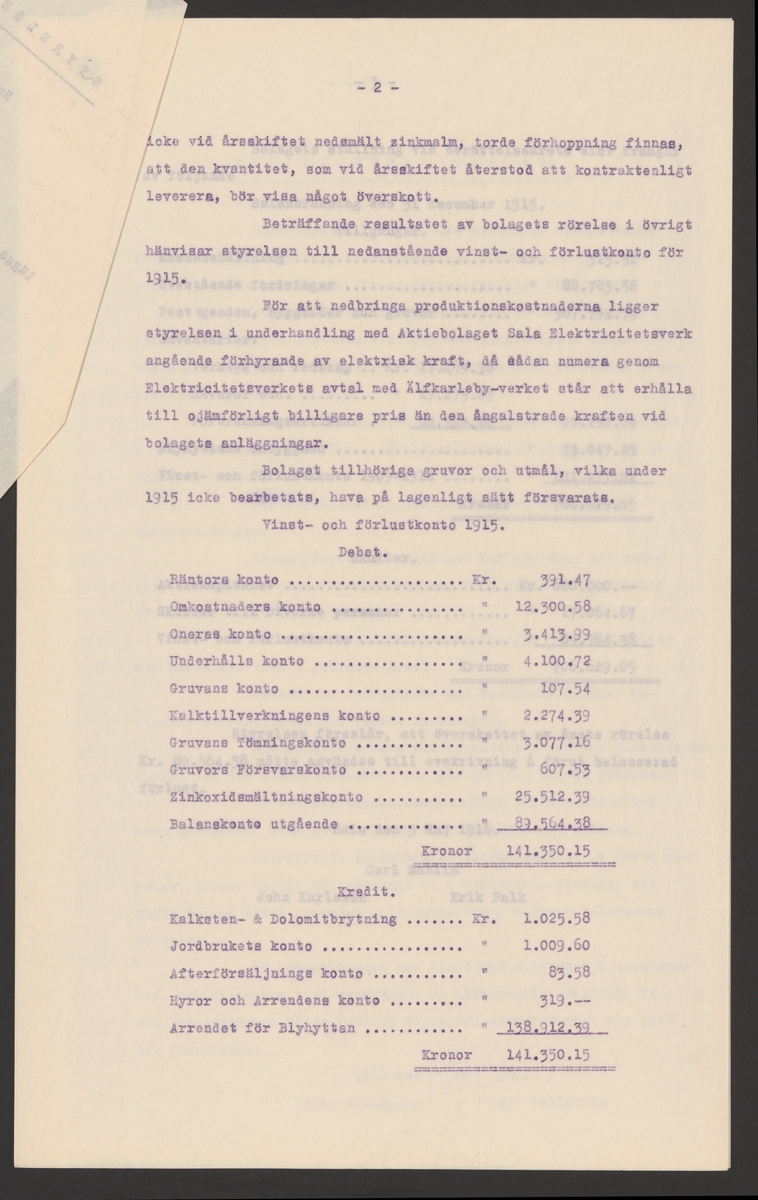 - 2 -
icke vid årsskiftet nedsmält zinkmalm, torde förhoppning finnas,
att den kvantitet, som vid årsskiftet återstod att kontraktenligt
leverera, bör visa något överskott.
Beträffande resultatet av bolagets rörelse i övrigt
hänvisar styrelsen till nedanstående vinst- och förlustkonto för
1915.
För att nedbringa produktionskostnaderna ligger
styrelsen i underhandling med Aktiebolaget Sala Elektricitetsverk
angående förhyrande av elektrisk kraft, då sådan numera genom
Elektricitetsverkets avtal med Älfkarleby-verket står att erhålla
till ojämförligt billigare pris än den ångalstrade kraften vid
bolagets anläggningar.
Bolaget tillhöriga gruvor och utmål, vilka under
1915 icke bearbetats, hava på lagenligt sätt försvarats.
Vinst- och förlustkonto 1915.
Debet.
Räntors konto ...................... Kr. 391.47
Omkostnaders konto ................. " 12.300.58
Oneras konto ....................... " 3.413.99
Underhålls konto ................... " 4.100.72
Gruvans konto ...................... " 107.54
Kalktillverkningens konto ......... " 2.274.39
Gruvans Tömningskonto ............. " 3.077.16
Gruvors Försvarskonto ............. " 607.53
Zinkoxidsmältningskonto ........... " 25.512.39
Balanskonto utgående ............... " 89.564.38
Kronor 141.350.15
Kredit.
Kalksten- & Dolomitbrytning ....... Kr. 1.025.58
Jordbrukets konto ................. " 1.009.60
Afterförsäljnings konto ........... " 83.58
Hyror och Arrendens konto ......... " 319.--
Arrendet för Blyhyttan ............ " 138.912.39
Kronor 141.350.15